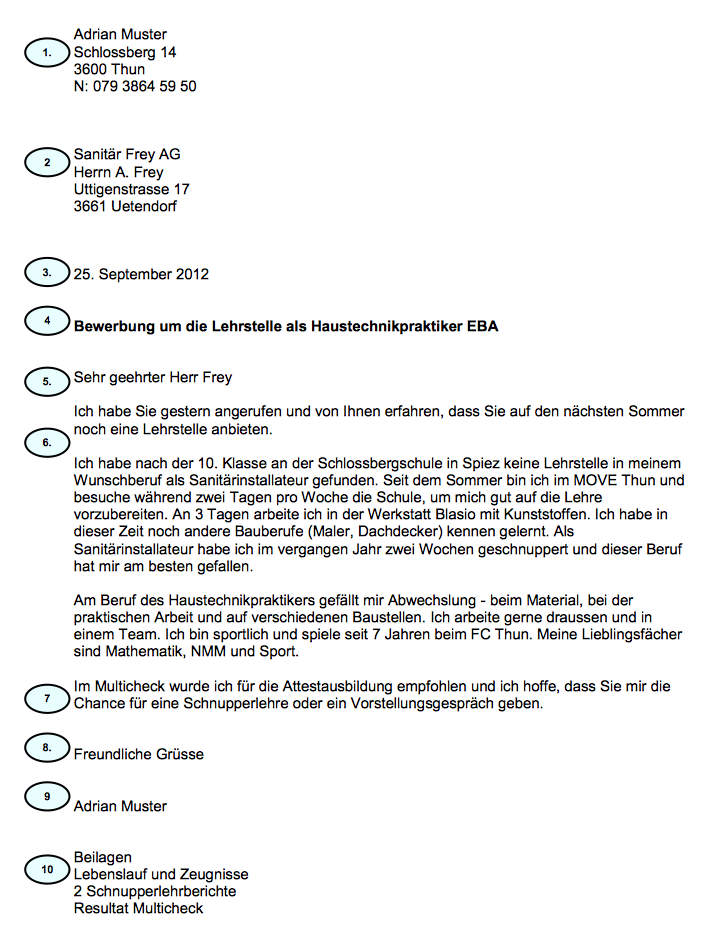 Adrian Muster
1. Schlossberg 14
3600 Thun
N: 079 3864 59 50
Sanitär Frey AG
2 Herrn A. Frey
Uttigenstrasse 17
3661 Uetendorf
3. 25. September 2012
4 Bewerbung um die Lehrstelle als Haustechnikpraktiker EBA
5. Sehr geehrter Herr Frey
Ich habe Sie gestern angerufen und von Ihnen erfahren, dass Sie auf den nächsten Sommer
noch eine Lehrstelle anbieten.
6.
Ich habe nach der 10. Klasse an der Schlossbergschule in Spiez keine Lehrstelle in meinem
Wunschberuf als Sanitärinstallateur gefunden. Seit dem Sommer bin ich im MOVE Thun und
besuche während zwei Tagen pro Woche die Schule, um mich gut auf die Lehre
vorzubereiten. An 3 Tagen arbeite ich in der Werkstatt Blasio mit Kunststoffen. Ich habe in
dieser Zeit noch andere Bauberufe (Maler, Dachdecker) kennen gelernt. Als
Sanitärinstallateur habe ich im vergangen Jahr zwei Wochen geschnuppert und dieser Beruf
hat mir am besten gefallen.
Am Beruf des Haustechnikpraktikers gefällt mir Abwechslung - beim Material, bei der
praktischen Arbeit und auf verschiedenen Baustellen. Ich arbeite gerne draussen und in
einem Team. Ich bin sportlich und spiele seit 7 Jahren beim FC Thun. Meine Lieblingsfächer
sind Mathematik, NMM und Sport.
Im Multicheck wurde ich für die Attestausbildung empfohlen und ich hoffe, dass Sie mir die
7 Chance für eine Schnupperlehre oder ein Vorstellungsgespräch geben.
8. Freundliche Grüsse
9 Adrian Muster
Beilagen
10 Lebenslauf und Zeugnisse
2 Schnupperlehrberichte
Resultat Multicheck